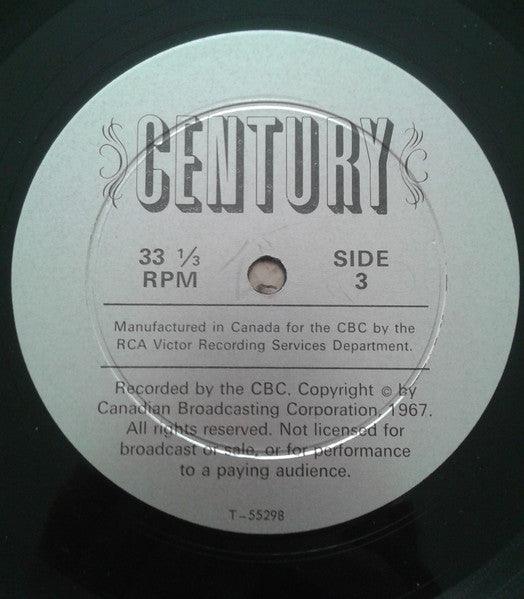 CENTURY
33 1/3 SIDE
RPM 3
Manufactured in Canada for the CBC by the
RCA Victor Recording Services Department.
Recorded by the CBC. Copyright © by
Canadian Broadcasting Corporation, 1967.
All rights reserved. Not licensed for
broadcast or sale, or for performance
to a paying audience.
T-55298